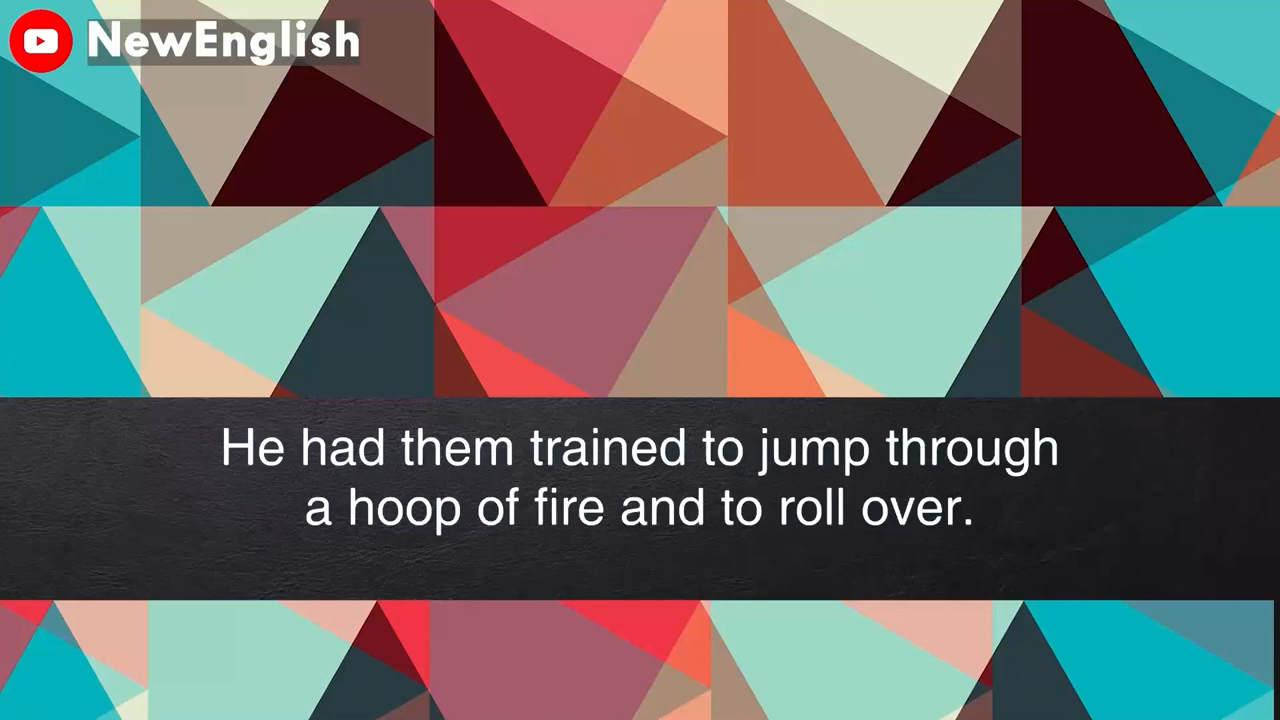 NewEnglish
He had them trained to jump through
a hoop of fire and to roll over.